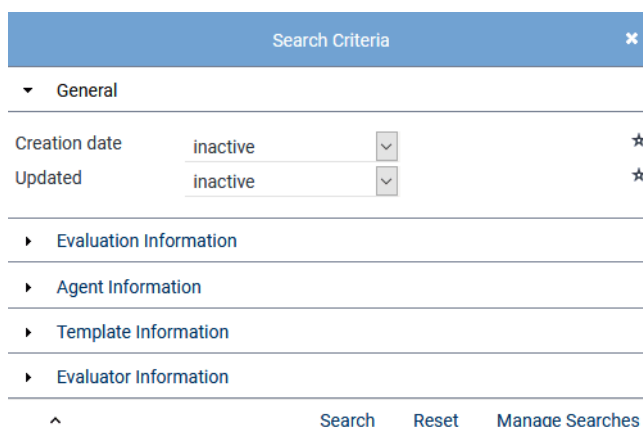 Search Criteria
General
Creation date inactive
Updated inactive
Evaluation Information
Agent Information
Template Information
Evaluator Information
Search Reset Manage Searches